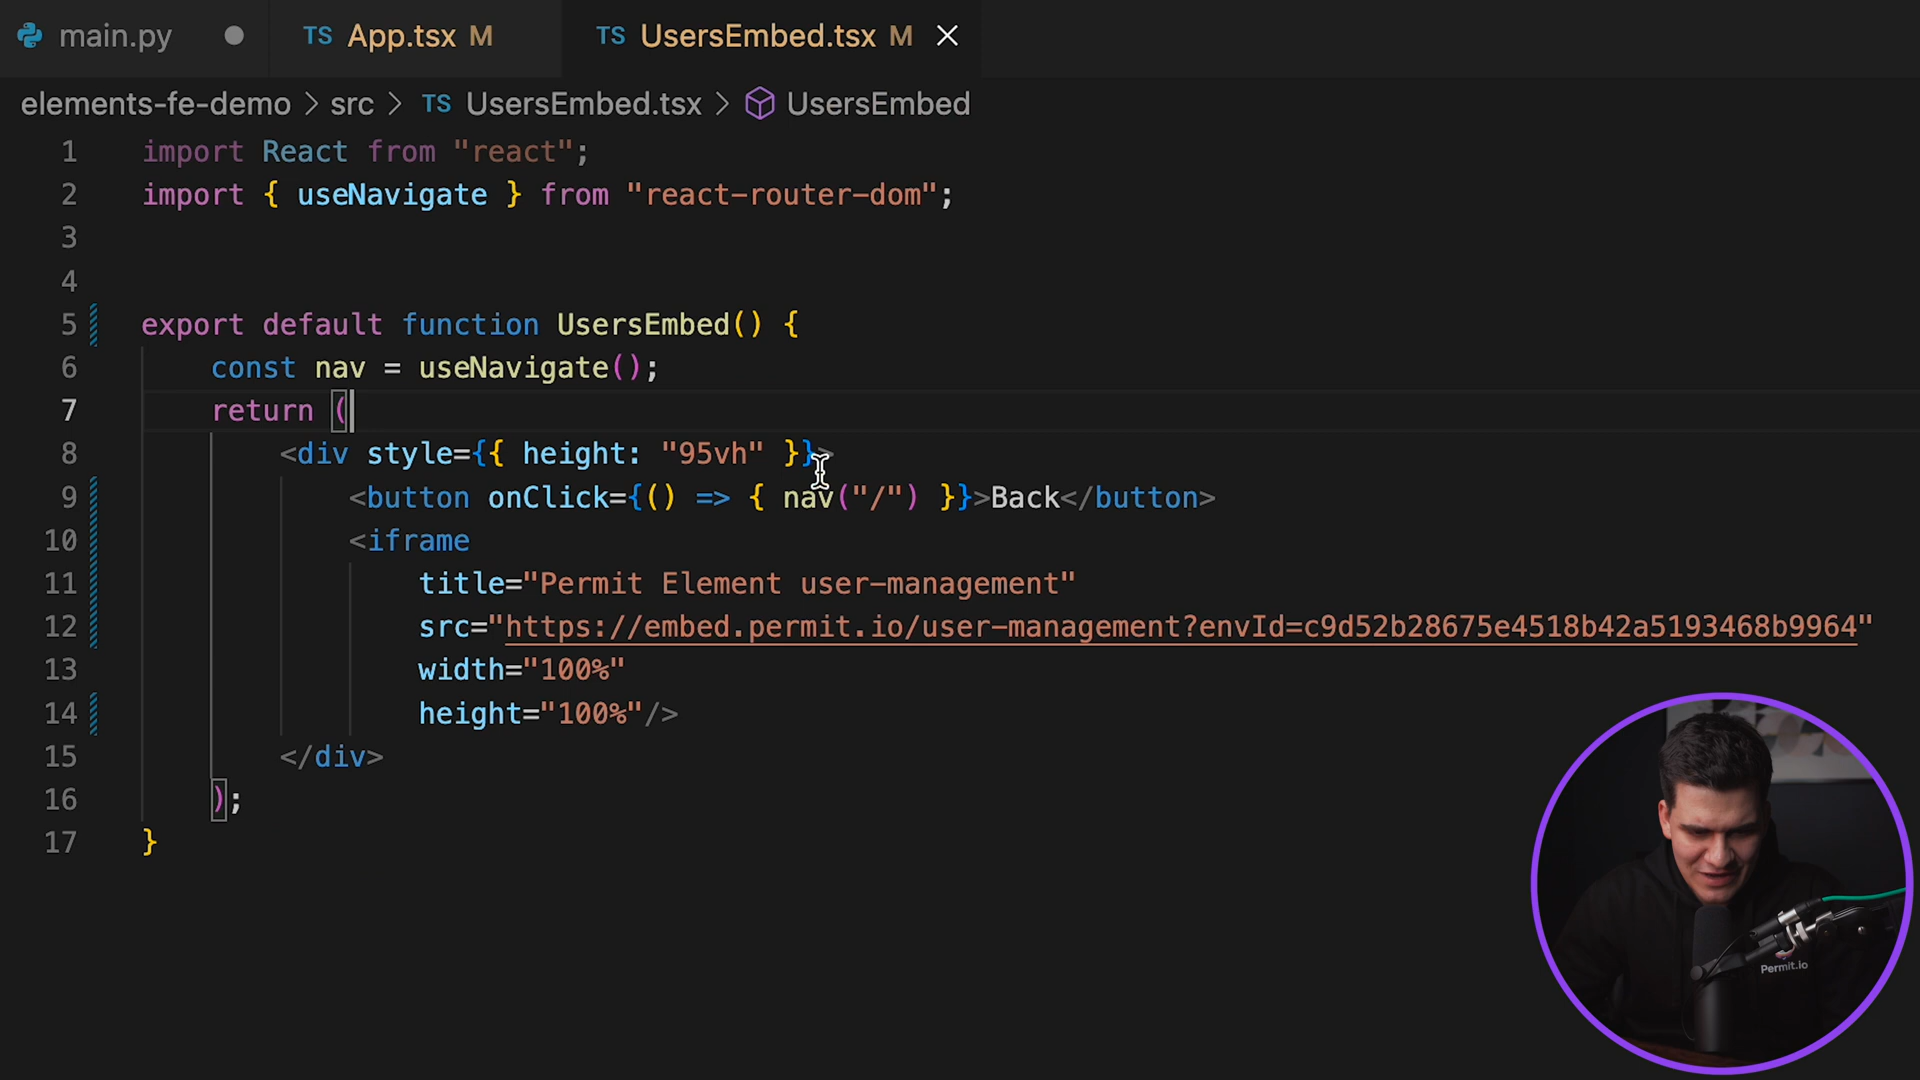 main.py TS App.tsx M TS UsersEmbed.tsx M
elements-fe-demo > src > TS UsersEmbed.tsx > UsersEmbed
1 import React from "react";
2 import { useNavigate } from "react-router-dom";
3
4
5 export default function UsersEmbed() {
6 const nav = useNavigate();
7 return (
8 <div style={{ height: "95vh" }}>
9 <button onClick={() => { nav("/") }}>Back</button>
10 <iframe
11 title="Permit Element user-management"
12 src="https://embed.permit.io/user-management?envId=c9d52b28675e4518b42a5193468b9964"
13 width="100%"
14 height="100%"/>
15 </div>
16 );
17 }
Permit.io